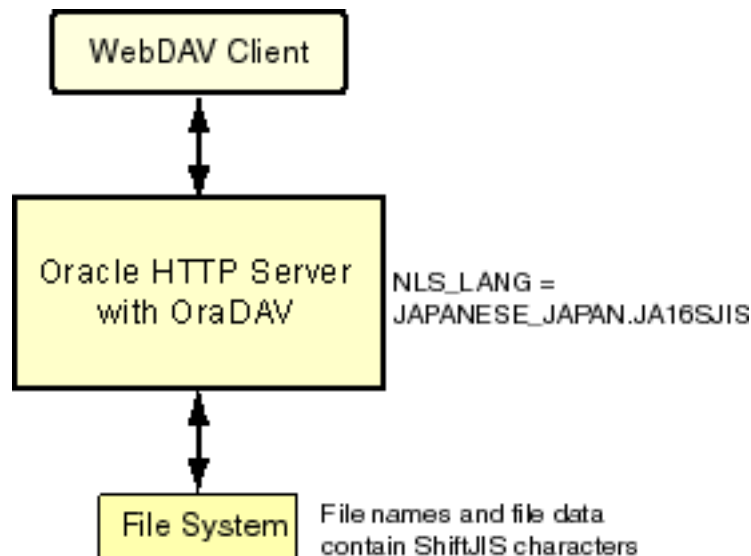 WebDAV Client
Oracle HTTP Server
with OraDAV
NLS_LANG =
JAPANESE_JAPAN.JA16SJIS
File System
File names and file data
contain ShiftJIS characters